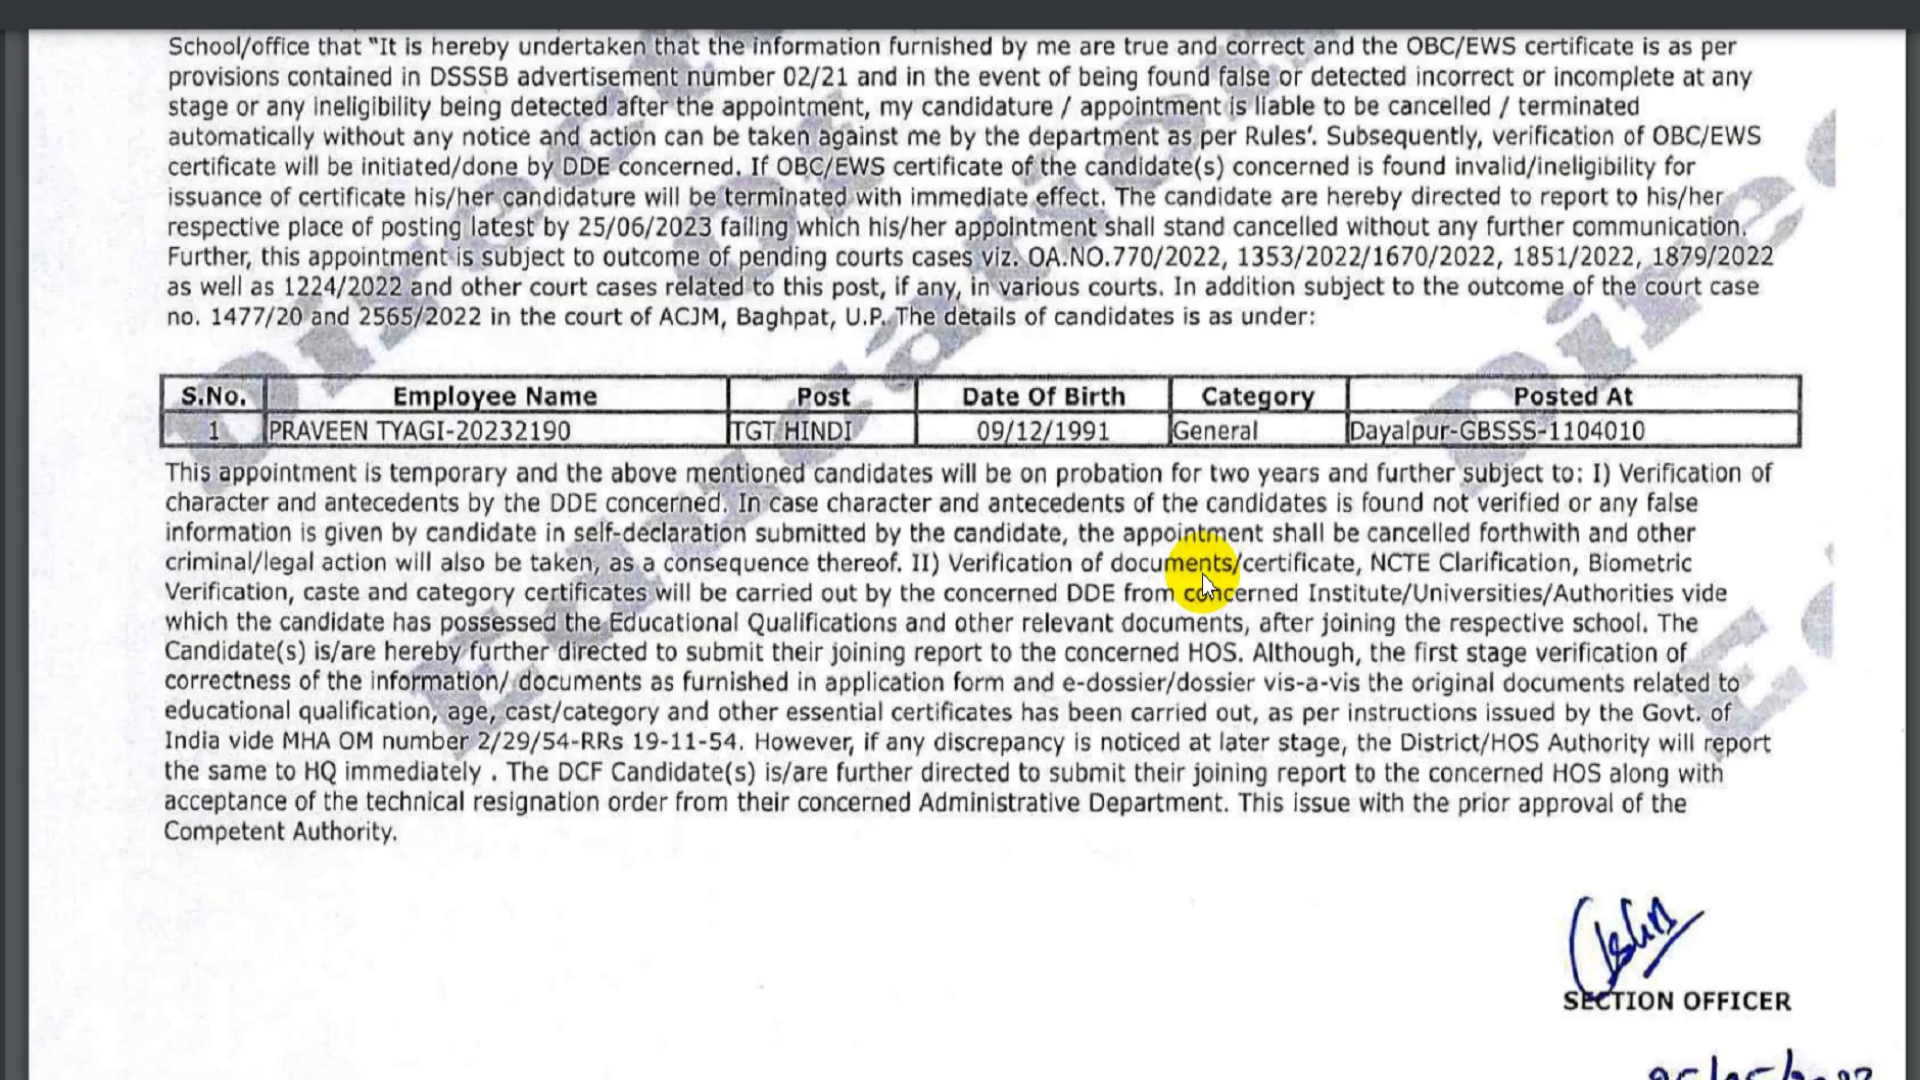 School/office that "It is hereby undertaken that the information furnished by me are true and correct and the OBC/EWS certificate is as per
provisions contained in DSSSB advertisement number 02/21 and in the event of being found false or detected incorrect or incomplete at any
stage or any ineligibility being detected after the appointment, my candidature / appointment is liable to be cancelled / terminated
automatically without any notice and action can be taken against me by the department as per Rules'. Subsequently, verification of OBC/EWS
certificate will be initiated/done by DDE concerned. If OBC/EWS certificate of the candidate(s) concerned is found invalid/ineligibility for
issuance of certificate his/her candidature will be terminated with immediate effect. The candidate are hereby directed to report to his/her
respective place of posting latest by 25/06/2023 failing which his/her appointment shall stand cancelled without any further communication.
Further, this appointment is subject to outcome of pending courts cases viz. OA.NO.770/2022, 1353/2022/1670/2022, 1851/2022, 1879/2022
as well as 1224/2022 and other court cases related to this post, if any, in various courts. In addition subject to the outcome of the court case
no. 1477/20 and 2565/2022 in the court of ACJM, Baghpat, U.P. The details of candidates is as under:
S.No. Employee Name Post Date Of Birth Category Posted At
1 PRAVEEN TYAGI-20232190 TGT HINDI 09/12/1991 General Dayalpur-GBSSS-1104010
This appointment is temporary and the above mentioned candidates will be on probation for two years and further subject to: I) Verification of
character and antecedents by the DDE concerned. In case character and antecedents of the candidates is found not verified or any false
information is given by candidate in self-declaration submitted by the candidate, the appointment shall be cancelled forthwith and other
criminal/legal action will also be taken, as a consequence thereof. II) Verification of documents/certificate, NCTE Clarification, Biometric
Verification, caste and category certificates will be carried out by the concerned DDE from concerned Institute/Universities/Authorities vide
which the candidate has possessed the Educational Qualifications and other relevant documents, after joining the respective school. The
Candidate(s) is/are hereby further directed to submit their joining report to the concerned HOS. Although, the first stage verification of
correctness of the information/ documents as furnished in application form and e-dossier/dossier vis-a-vis the original documents related to
educational qualification, age, cast/category and other essential certificates has been carried out, as per instructions issued by the Govt. of
India vide MHA OM number 2/29/54-RRs 19-11-54. However, if any discrepancy is noticed at later stage, the District/HOS Authority will report
the same to HQ immediately . The DCF Candidate(s) is/are further directed to submit their joining report to the concerned HOS along with
acceptance of the technical resignation order from their concerned Administrative Department. This issue with the prior approval of the
Competent Authority.
SECTION OFFICER